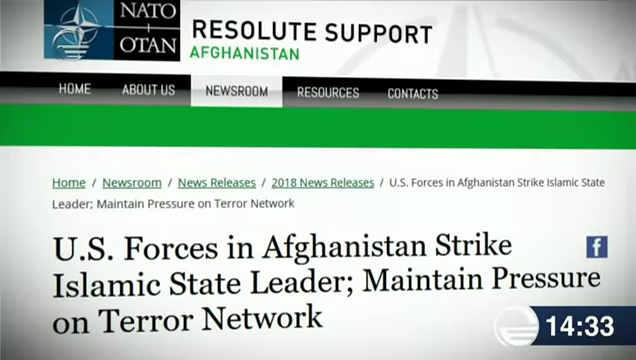 NATO
OTAN
RESOLUTE SUPPORT
AFGHANISTAN
HOME ABOUT US NEWSROOM RESOURCES CONTACTS
Home / Newsroom / News Releases / 2018 News Releases / U.S. Forces in Afghanistan Strike Islamic State
Leader; Maintain Pressure on Terror Network
U.S. Forces in Afghanistan Strike
Islamic State Leader; Maintain Pressure
on Terror Network
f
14:33